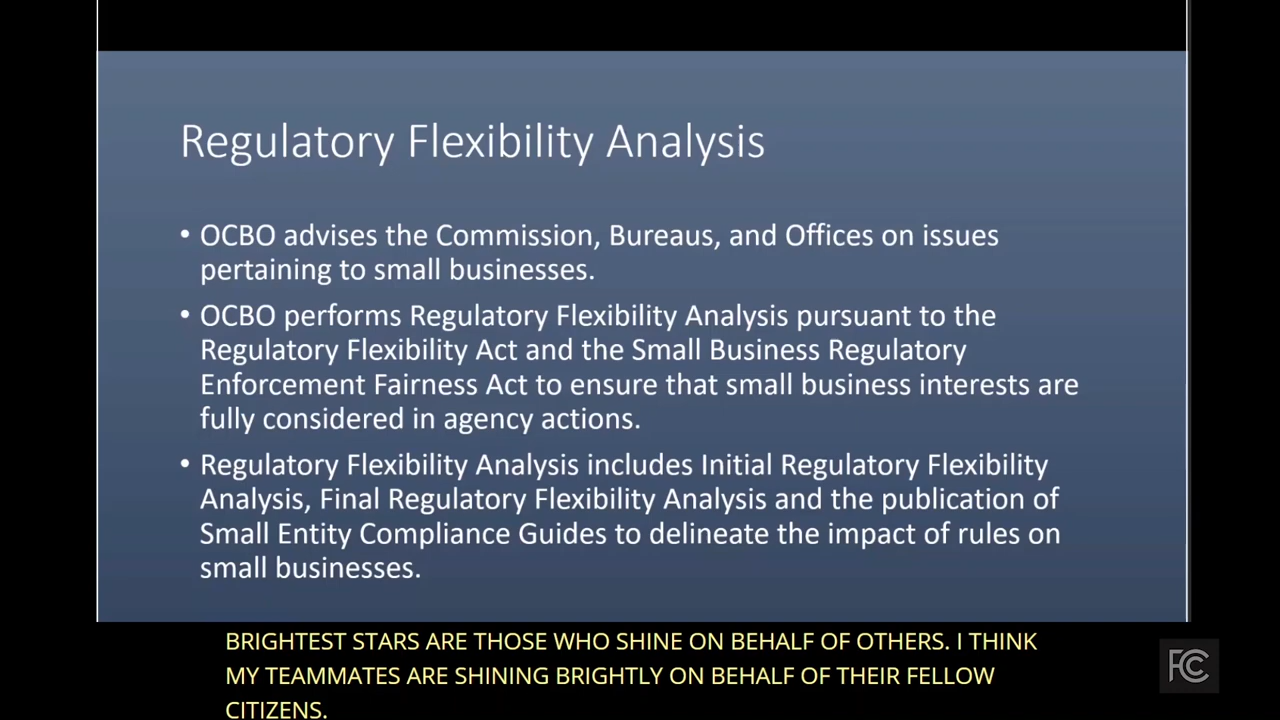 Regulatory Flexibility Analysis
• OCBO advises the Commission, Bureaus, and Offices on issues
pertaining to small businesses.
• OCBO performs Regulatory Flexibility Analysis pursuant to the
Regulatory Flexibility Act and the Small Business Regulatory
Enforcement Fairness Act to ensure that small business interests are
fully considered in agency actions.
• Regulatory Flexibility Analysis includes Initial Regulatory Flexibility
Analysis, Final Regulatory Flexibility Analysis and the publication of
Small Entity Compliance Guides to delineate the impact of rules on
small businesses.
BRIGHTEST STARS ARE THOSE WHO SHINE ON BEHALF OF OTHERS. I THINK
MY TEAMMATES ARE SHINING BRIGHTLY ON BEHALF OF THEIR FELLOW
CITIZENS.
FCC